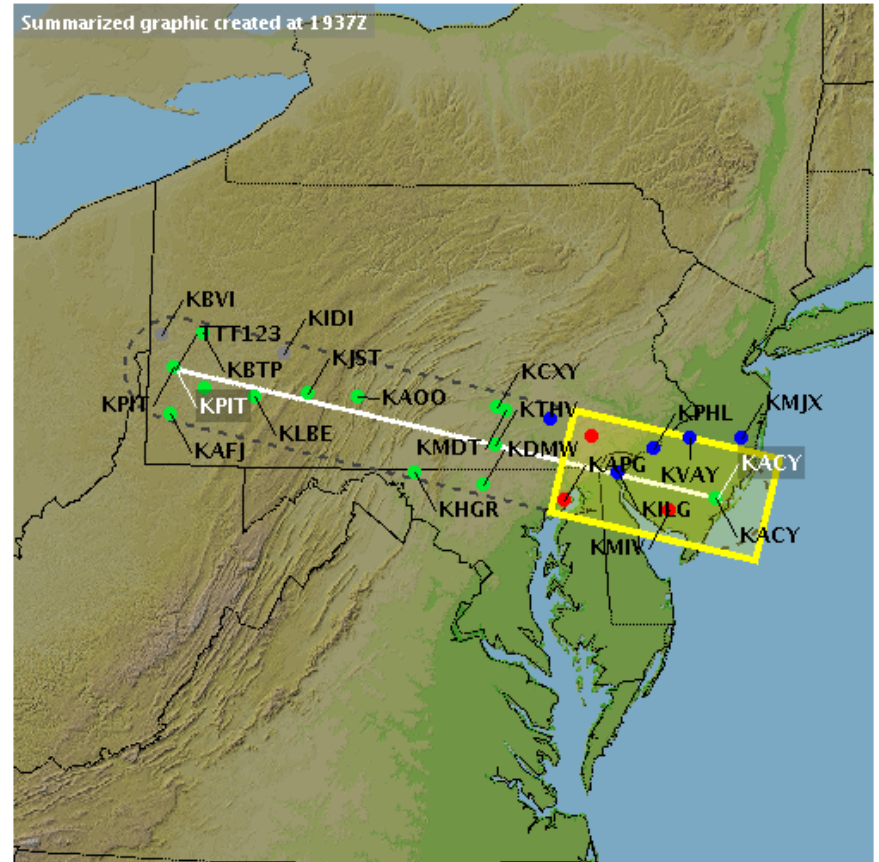 Summarized graphic created at 1937Z
KBVI
KIDI
TTT123
KJST
KBTP
KCXY
KPIT
KPIT
KAOO
KTHV
KPHL
KMJX
KLBE
KAFJ
KMDT
KDMW
KVAY
KACY
KAPG
KHGR
KILG
KMIV
KACY